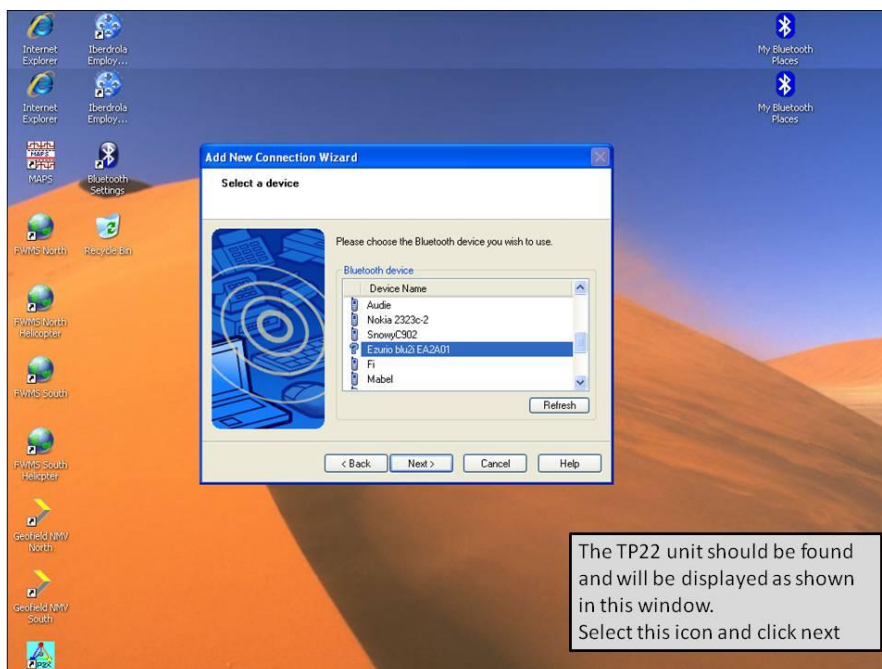 Internet
Explorer
Iberdrola
Employ...
My Bluetooth
Places
Internet
Explorer
Iberdrola
Employ...
My Bluetooth
Places
MAPS
MAPS
Bluetooth
Settings
FWMS North
Recycle Bin
FWMS North
Helicopter
FWMS South
FWMS South
Helicpter
Geofield NMV
North
Geofield NMV
South
Add New Connection Wizard
Select a device
Please choose the Bluetooth device you wish to use.
Bluetooth device
Device Name
Audie
Nokia 2323c-2
SnowyC902
Ezurio blu2i EA2A01
Fi
Mabel
Refresh
< Back
Next >
Cancel
Help
The TP22 unit should be found
and will be displayed as shown
in this window.
Select this icon and click next